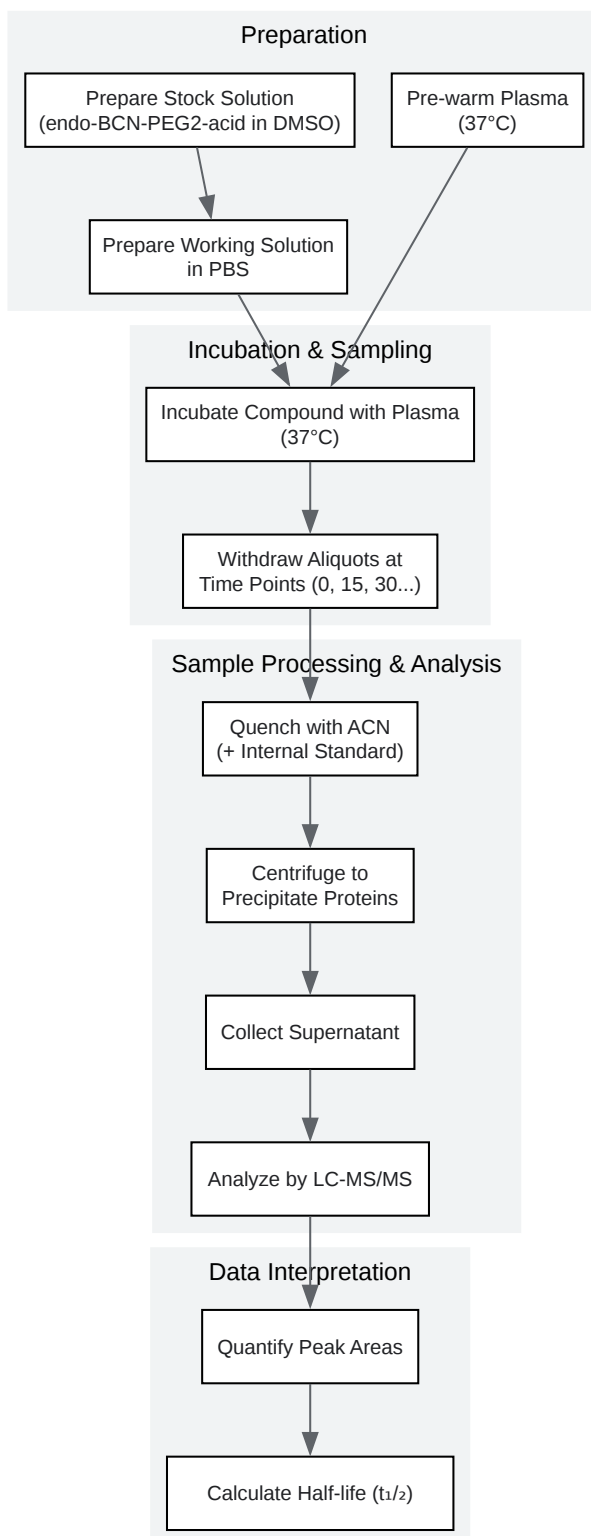 Preparation
Prepare Stock Solution
(endo-BCN-PEG2-acid in DMSO)
Pre-warm Plasma
(37°C)
Prepare Working Solution
in PBS
Incubation & Sampling
Incubate Compound with Plasma
(37°C)
Withdraw Aliquots at
Time Points (0, 15, 30...)
Sample Processing & Analysis
Quench with ACN
(+ Internal Standard)
Centrifuge to
Precipitate Proteins
Collect Supernatant
Analyze by LC-MS/MS
Data Interpretation
Quantify Peak Areas
Calculate Half-life (t₁/₂)